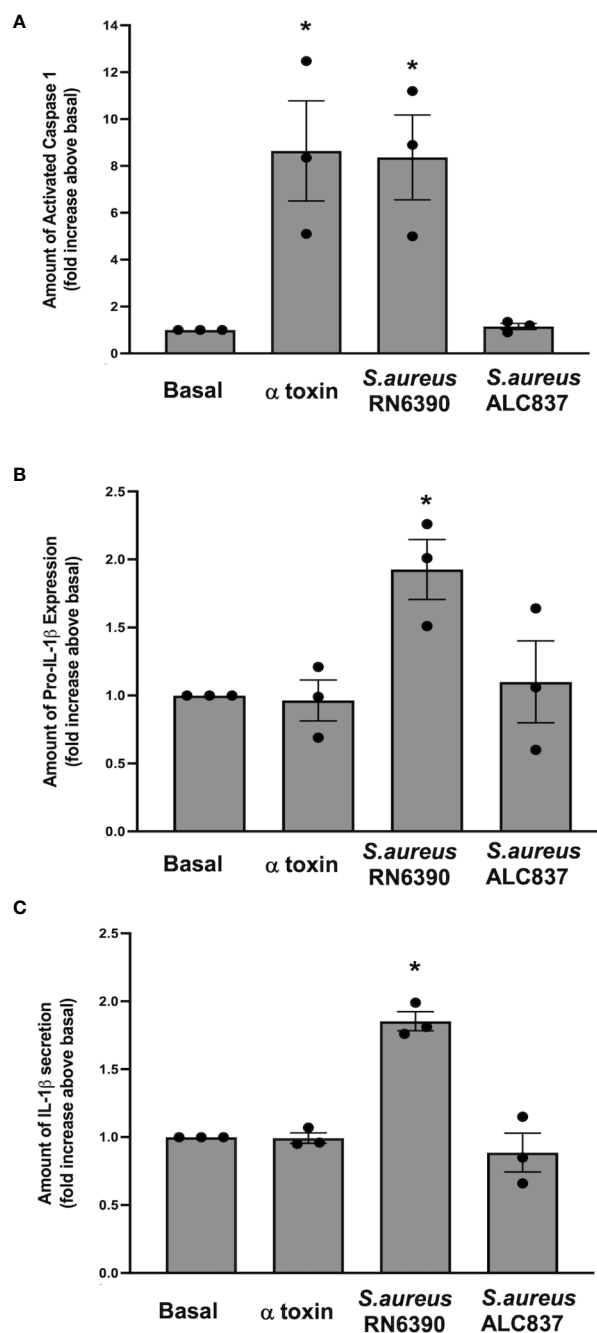 A
Amount of Activated Caspase 1
(fold increase above basal)
14
12
10
8
6
4
2
0
*
*
Basal
α toxin
S.aureus
RN6390
S.aureus
ALC837
B
Amount of Pro-IL-1β Expression
(fold increase above basal)
2.5
2.0
1.5
1.0
0.5
0.0
*
Basal
α toxin
S.aureus
RN6390
S.aureus
ALC837
C
Amount of IL-1β secretion
(fold increase above basal)
2.5
2.0
1.5
1.0
0.5
0.0
*
Basal
α toxin
S.aureus
RN6390
S.aureus
ALC837